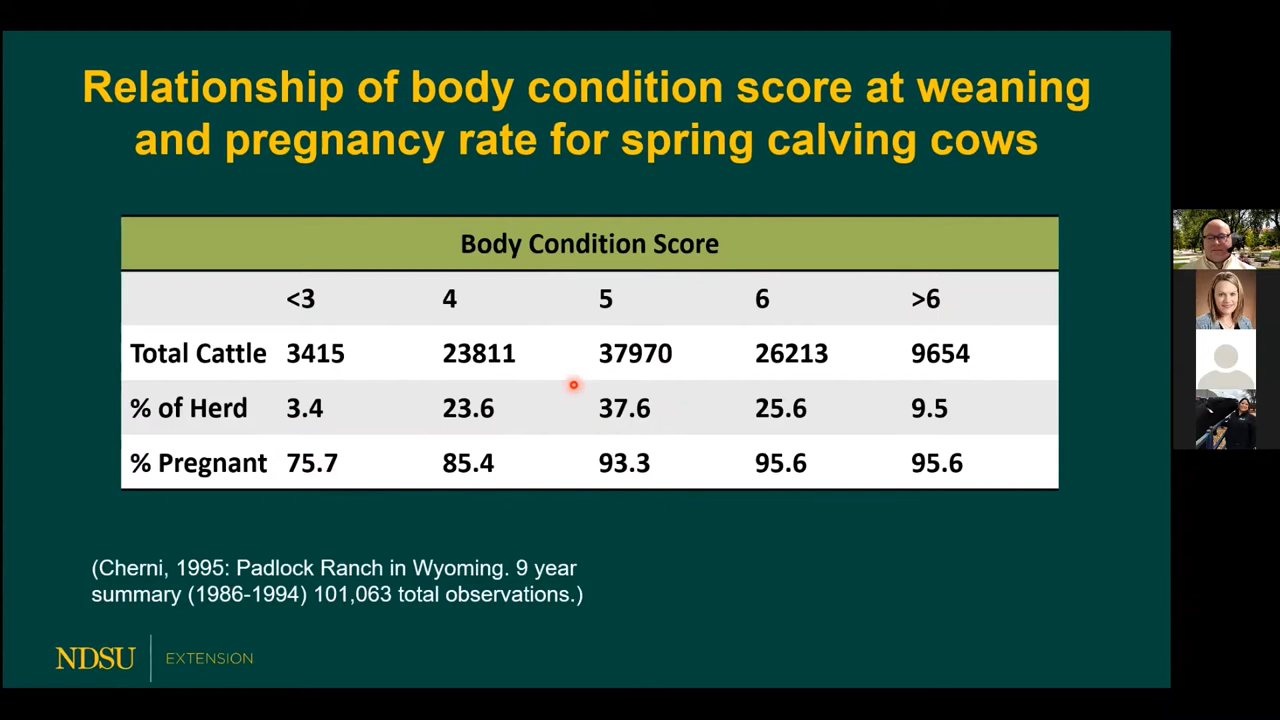 Relationship of body condition score at weaning
and pregnancy rate for spring calving cows
Body Condition Score
<3 4 5 6 >6
Total Cattle 3415 23811 37970 26213 9654
% of Herd 3.4 23.6 37.6 25.6 9.5
% Pregnant 75.7 85.4 93.3 95.6 95.6
(Cherni, 1995: Padlock Ranch in Wyoming. 9 year
summary (1986-1994) 101,063 total observations.)
NDSU EXTENSION